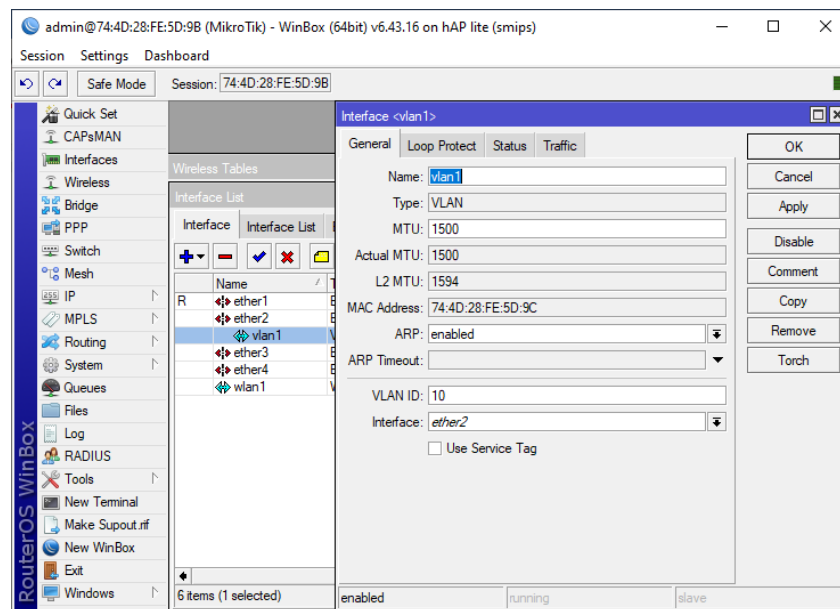 admin@74:4D:28:FE:5D:9B (MikroTik) - WinBox (64bit) v6.43.16 on hAP lite (smips)
Session Settings Dashboard
Safe Mode Session: 74:4D:28:FE:5D:9B
RouterOS WinBox
Quick Set
CAPsMAN
Interfaces
Wireless
Bridge
PPP
Switch
Mesh
IP
MPLS
Routing
System
Queues
Files
Log
RADIUS
Tools
New Terminal
Make Supout.rif
New WinBox
Exit
Windows
Wireless Tables
Interface List
Interface Interface List
Name
R ether1
ether2
vlan1
ether3
ether4
wlan1
6 items (1 selected)
Interface <vlan1>
General Loop Protect Status Traffic
Name: vlan1
Type: VLAN
MTU: 1500
Actual MTU: 1500
L2 MTU: 1594
MAC Address: 74:4D:28:FE:5D:9C
ARP: enabled
ARP Timeout:
VLAN ID: 10
Interface: ether2
Use Service Tag
OK
Cancel
Apply
Disable
Comment
Copy
Remove
Torch
enabled running slave